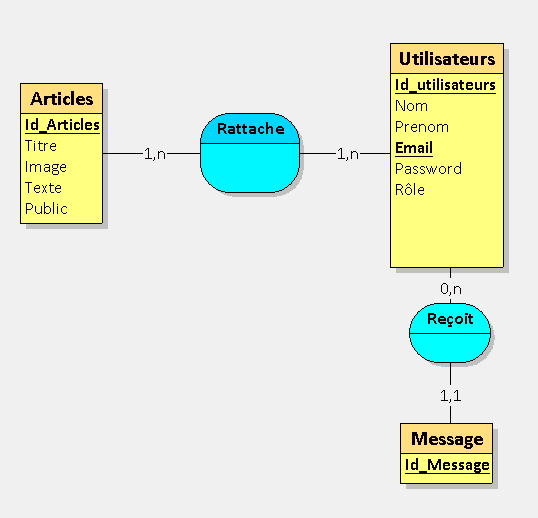 Articles
Id_Articles
Titre
Image
Texte
Public
1,n
Rattache
1,n
Utilisateurs
Id_utilisateurs
Nom
Prenom
Email
Password
Rôle
0,n
Reçoit
1,1
Message
Id_Message